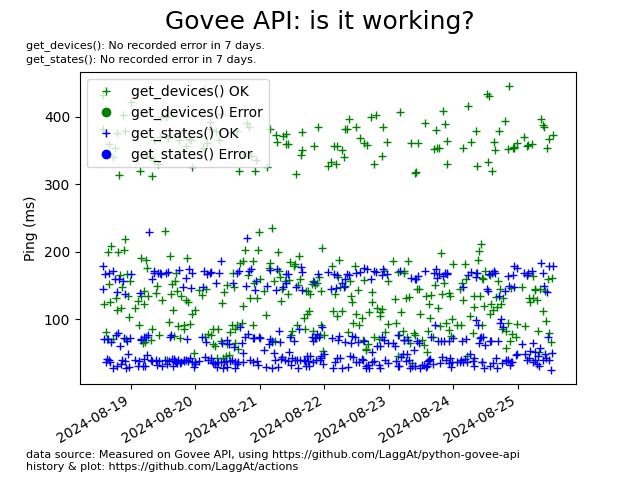 Govee API: is it working?
get_devices(): No recorded error in 7 days.
get_states(): No recorded error in 7 days.
get_devices() OK
get_devices() Error
get_states() OK
get_states() Error
Ping (ms)
400
300
200
100
2024-08-19
2024-08-20
2024-08-21
2024-08-22
2024-08-23
2024-08-24
2024-08-25
data source: Measured on Govee API, using https://github.com/LaggAt/python-govee-api
history & plot: https://github.com/LaggAt/actions